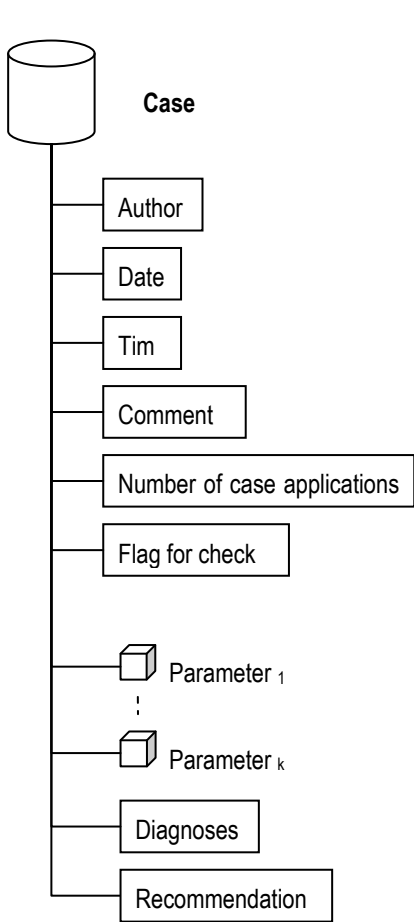 Case
Author
Date
Tim
Comment
Number of case applications
Flag for check
Parameter 1
Parameter k
Diagnoses
Recommendation